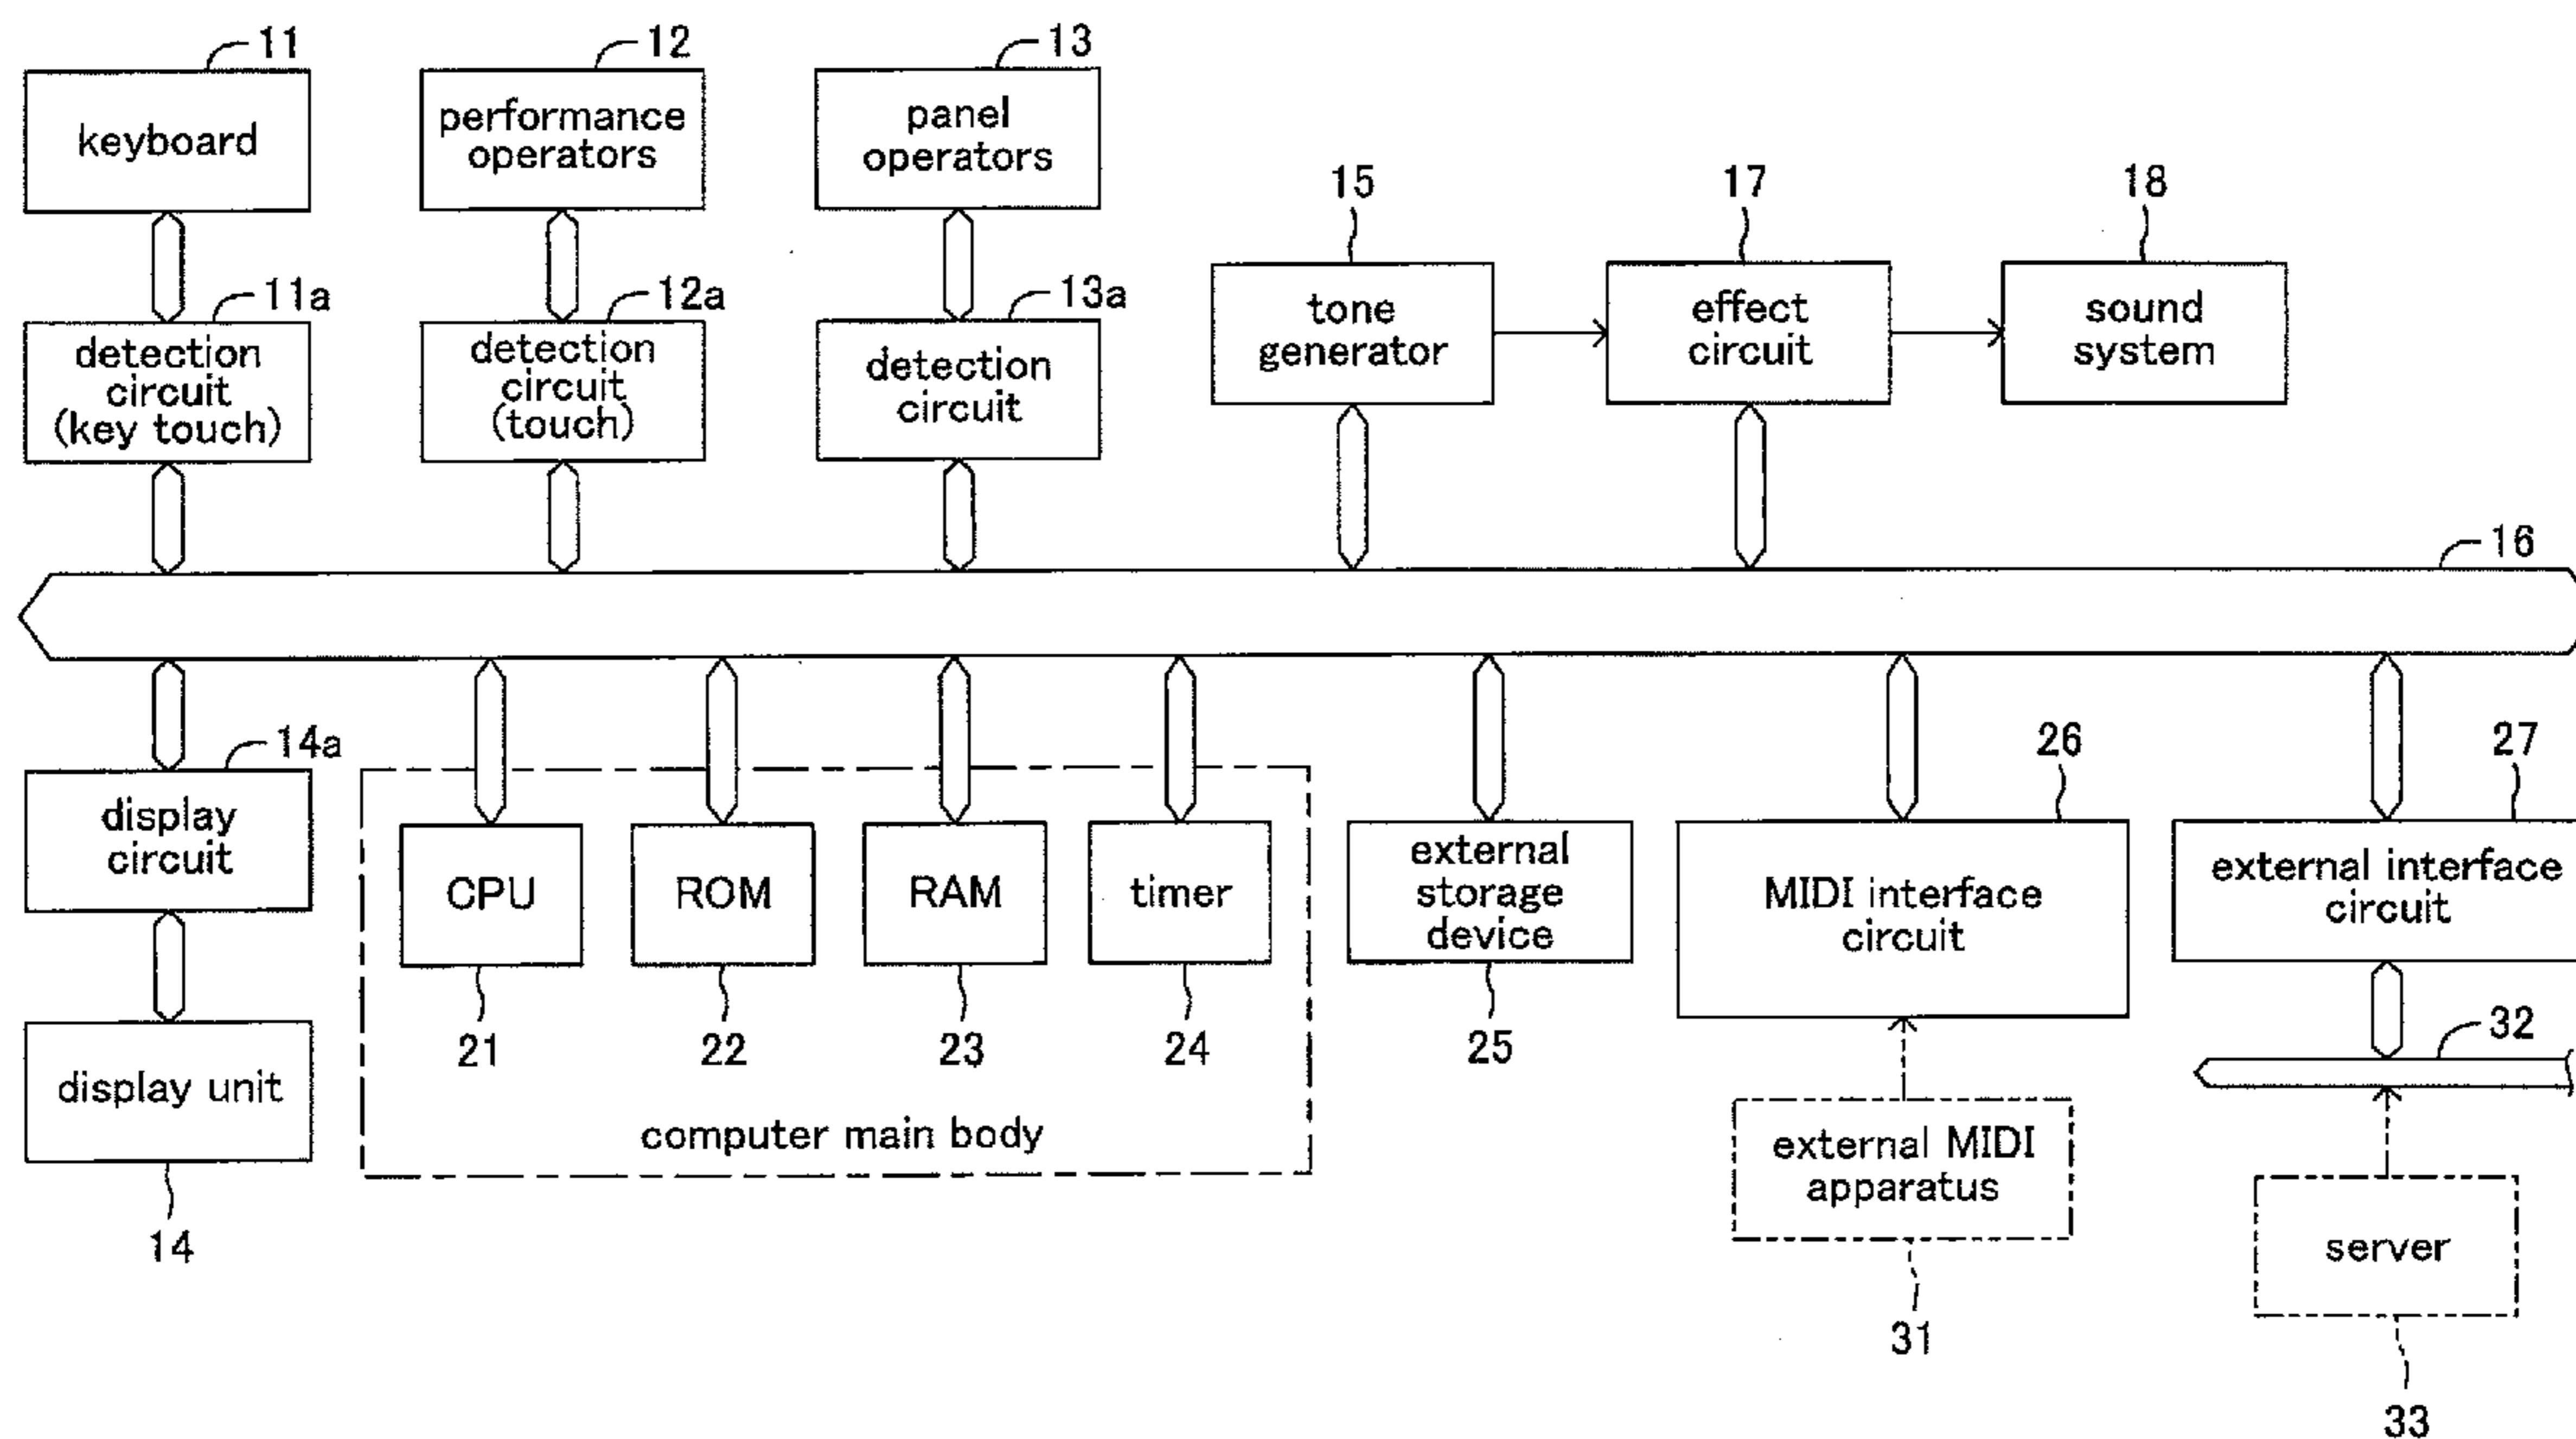 11
12
13
keyboard
performance
operators
panel
operators
15
17
18
11a
12a
13a
detection
circuit
(key touch)
detection
circuit
(touch)
detection
circuit
tone
generator
effect
circuit
sound
system
16
14a
26
27
display
circuit
CPU
ROM
RAM
timer
external
storage
device
MIDI interface
circuit
external interface
circuit
21
22
23
24
25
32
display unit
computer main body
external MIDI
apparatus
14
server
31
33